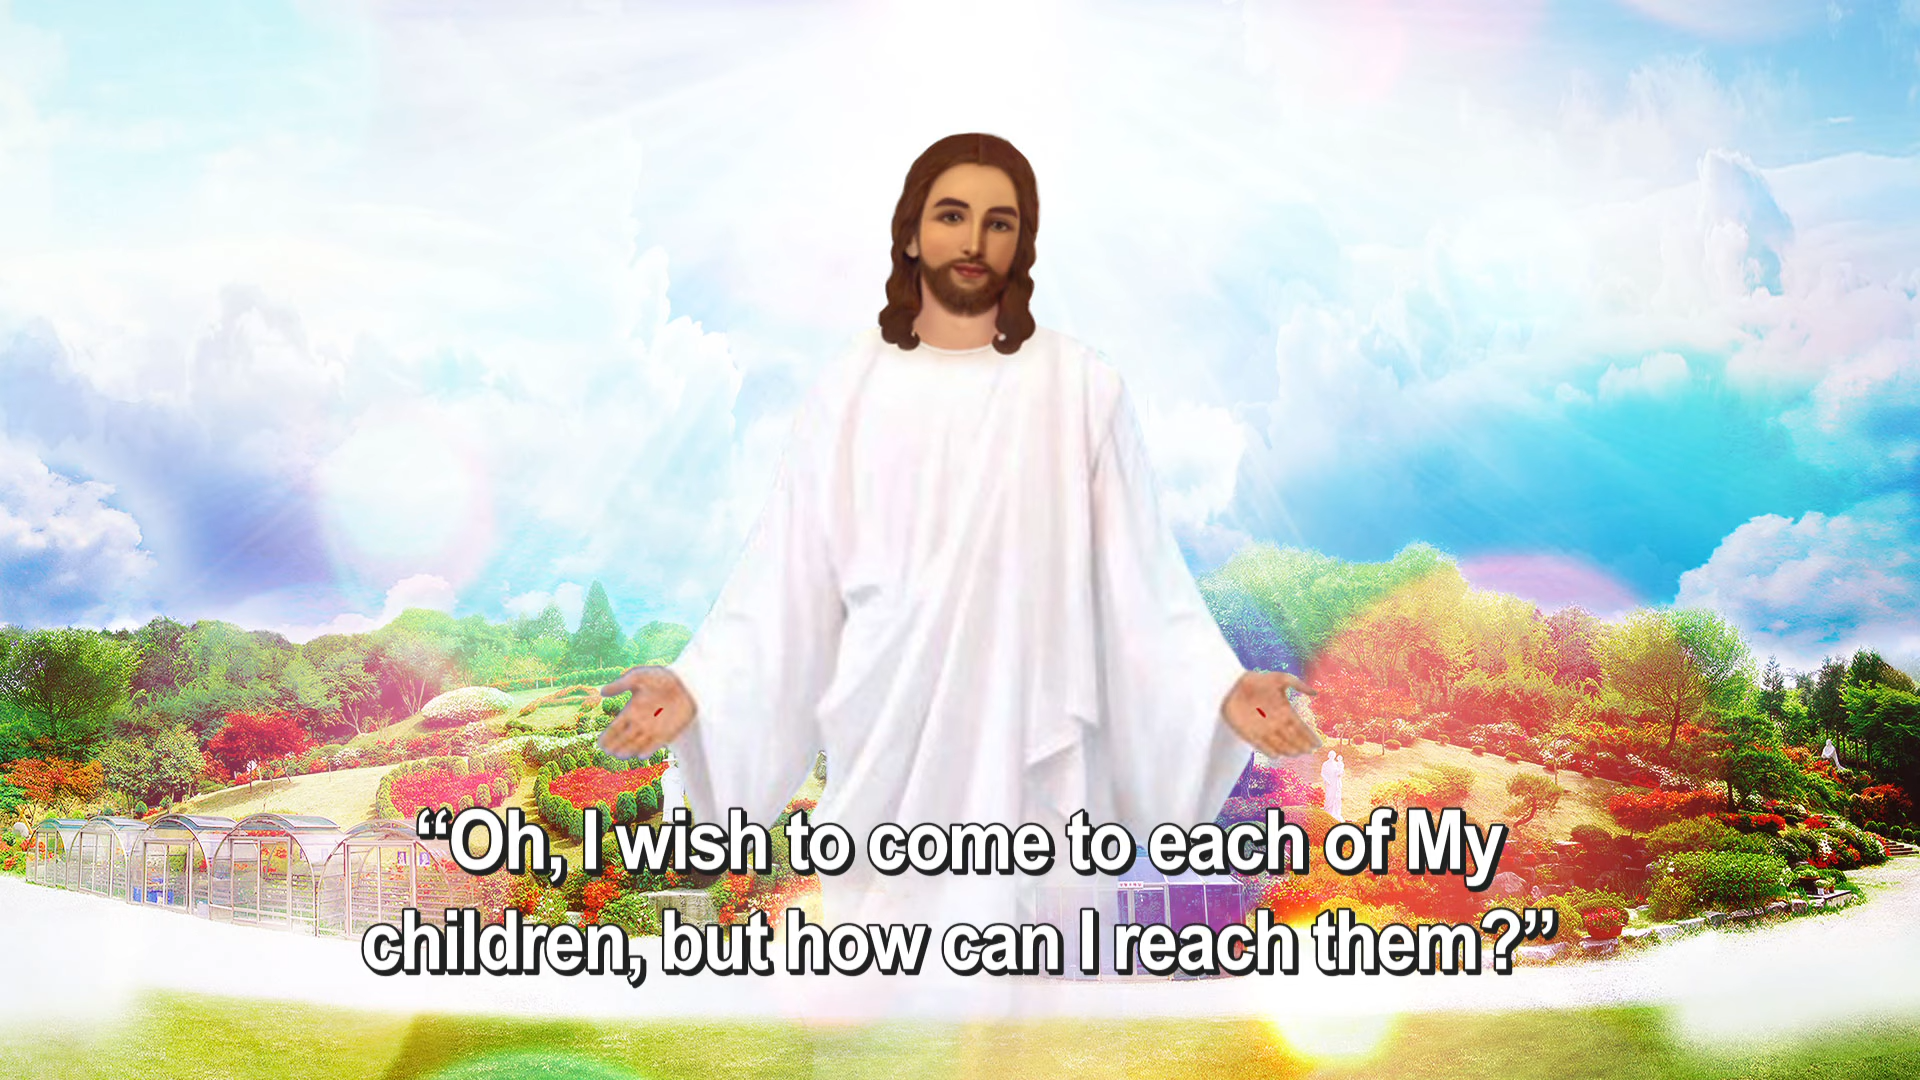 “Oh, I wish to come to each of My
children, but how can I reach them?”